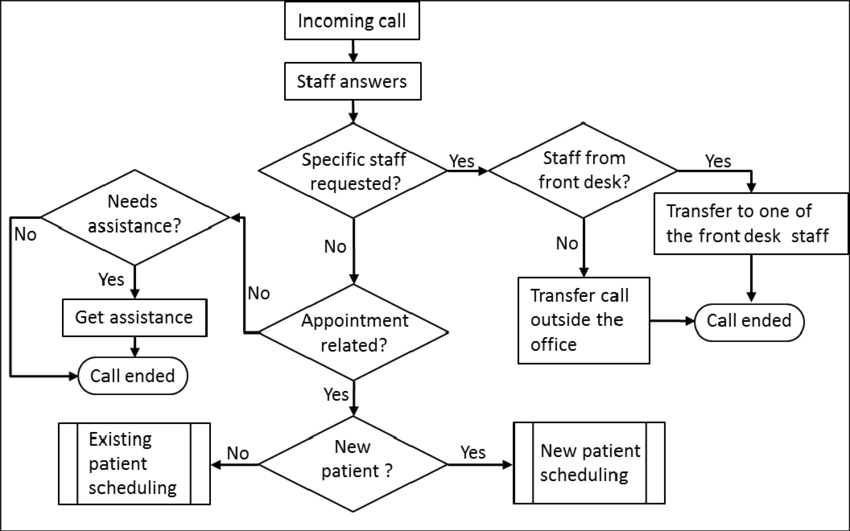 Incoming call
Staff answers
Specific staff
requested?
Yes
Staff from
front desk?
Yes
Transfer to one of
the front desk staff
No
Transfer call
outside the
office
Call ended
No
Needs
assistance?
No
Yes
Get assistance
Call ended
No
Appointment
related?
Yes
New
patient ?
No
Existing
patient
scheduling
Yes
New patient
scheduling